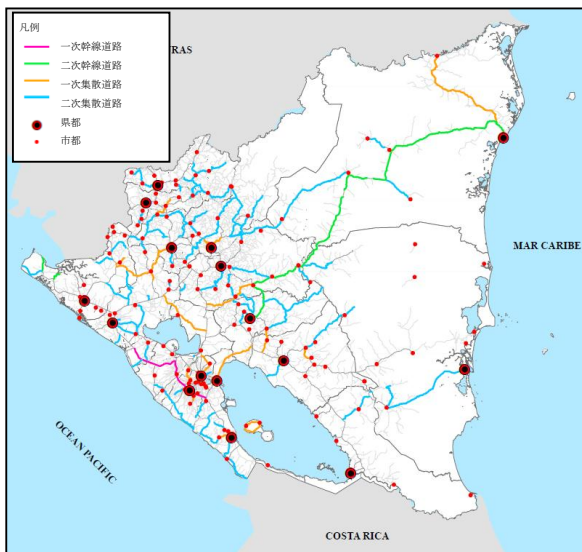 凡例
RAS
一次幹線道路
二次幹線道路
一次集散道路
二次集散道路
県都
市都
MAR CARIBE
OCEAN PACIFIC
COSTA RICA